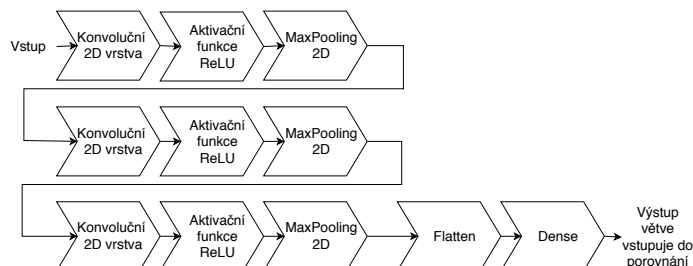 Vstup
Konvoluční
2D vrstva
Aktivační
funkce
ReLU
MaxPooling
2D
Konvoluční
2D vrstva
Aktivační
funkce
ReLU
MaxPooling
2D
Konvoluční
2D vrstva
Aktivační
funkce
ReLU
MaxPooling
2D
Flatten
Dense
Výstup
větve
vstupuje do
porovnání